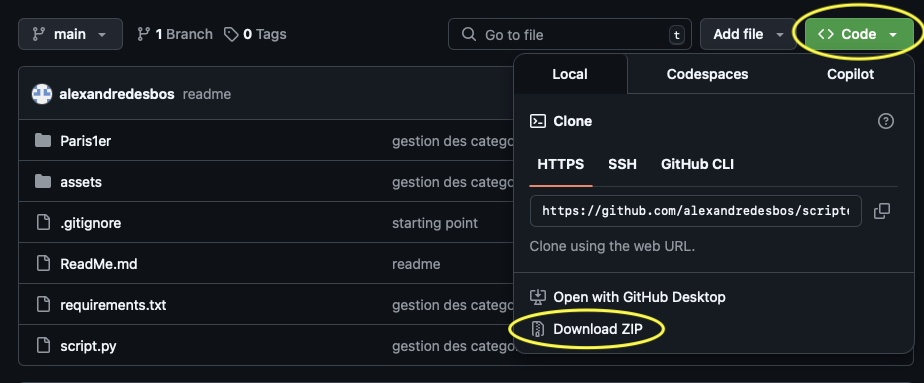 main
1 Branch
0 Tags
Go to file
t
Add file
<> Code
alexandredesbos readme
Paris1er gestion des catego
assets gestion des catego
.gitignore starting point
ReadMe.md readme
requirements.txt gestion des catego
script.py gestion des catego
Local
Codespaces
Copilot
Clone
HTTPS
SSH
GitHub CLI
https://github.com/alexandredesbos/script
Clone using the web URL.
Open with GitHub Desktop
Download ZIP